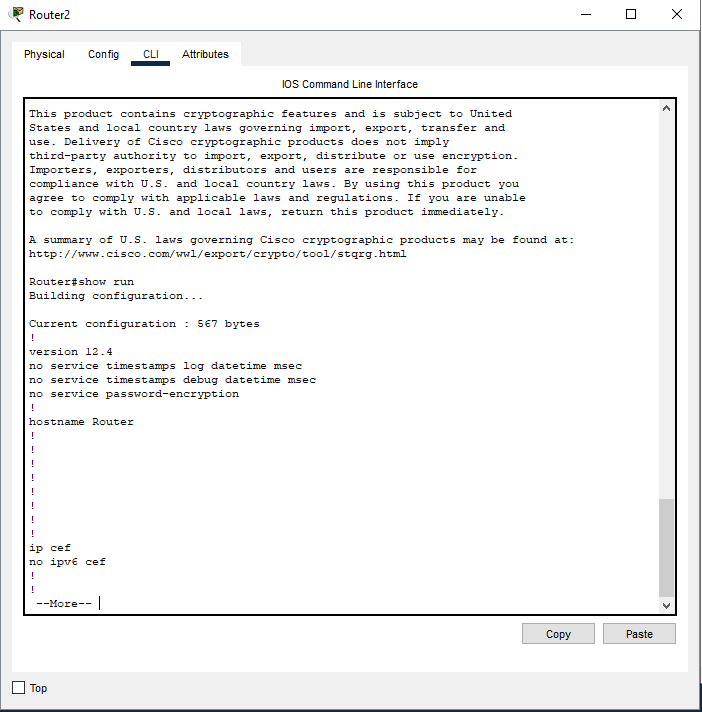 Router2
Physical Config CLI Attributes
IOS Command Line Interface
This product contains cryptographic features and is subject to United
States and local country laws governing import, export, transfer and
use. Delivery of Cisco cryptographic products does not imply
third-party authority to import, export, distribute or use encryption.
Importers, exporters, distributors and users are responsible for
compliance with U.S. and local country laws. By using this product you
agree to comply with applicable laws and regulations. If you are unable
to comply with U.S. and local laws, return this product immediately.
A summary of U.S. laws governing Cisco cryptographic products may be found at:
http://www.cisco.com/wwl/export/crypto/tool/stqrg.html
Router#show run
Building configuration...
Current configuration : 567 bytes
!
version 12.4
no service timestamps log datetime msec
no service timestamps debug datetime msec
no service password-encryption
!
hostname Router
!
!
!
!
!
!
!
!
ip cef
no ipv6 cef
!
!
--More--
Copy Paste
Top